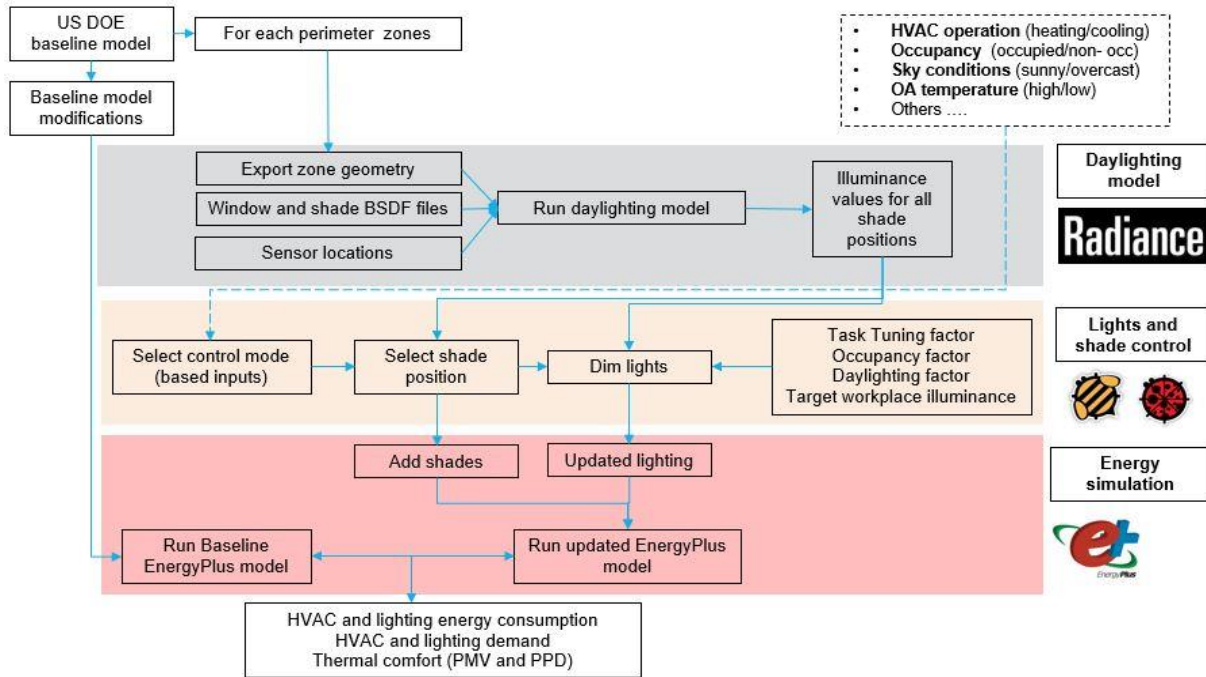 US DOE
baseline model
For each perimeter zones
• HVAC operation (heating/cooling)
• Occupancy (occupied/non- occ)
• Sky conditions (sunny/overcast)
• OA temperature (high/low)
• Others ....
Baseline model
modifications
Daylighting
model
Radiance
Export zone geometry
Window and shade BSDF files
Sensor locations
Run daylighting model
Illuminance
values for all
shade
positions
Lights and
shade control
Select control mode
(based inputs)
Select shade
position
Dim lights
Task Tuning factor
Occupancy factor
Daylighting factor
Target workplace illuminance
Energy
simulation
Add shades
Updated lighting
Run Baseline
EnergyPlus model
Run updated EnergyPlus
model
e+
EnergyPlus
HVAC and lighting energy consumption
HVAC and lighting demand
Thermal comfort (PMV and PPD)